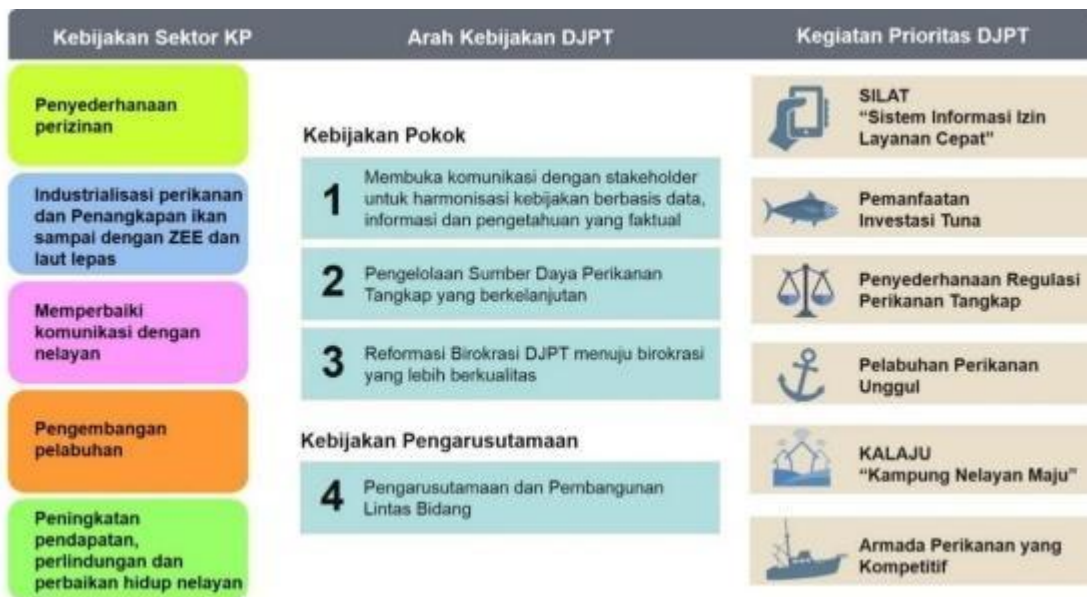 Kebijakan Sektor KP
Penyederhanaan
perizinan
Industrialisasi perikanan
dan Penangkapan ikan
sampai dengan ZEE dan
laut lepas
Memperbaiki
komunikasi dengan
nelayan
Pengembangan
pelabuhan
Peningkatan
pendapatan,
perlindungan dan
perbaikan hidup nelayan
Arah Kebijakan DJPT
Kebijakan Pokok
1
Membuka komunikasi dengan stakeholder
untuk harmonisasi kebijakan berbasis data,
informasi dan pengetahuan yang faktual
2
Pengelolaan Sumber Daya Perikanan
Tangkap yang berkelanjutan
3
Reformasi Birokrasi DJPT menuju birokrasi
yang lebih berkualitas
Kebijakan Pengarusutamaan
4
Pengarusutamaan dan Pembangunan
Lintas Bidang
Kegiatan Prioritas DJPT
SILAT
“Sistem Informasi Izin
Layanan Cepat”
Pemanfaatan
Investasi Tuna
Penyederhanaan Regulasi
Perikanan Tangkap
Pelabuhan Perikanan
Unggul
KALAJU
“Kampung Nelayan Maju”
Armada Perikanan yang
Kompetitif